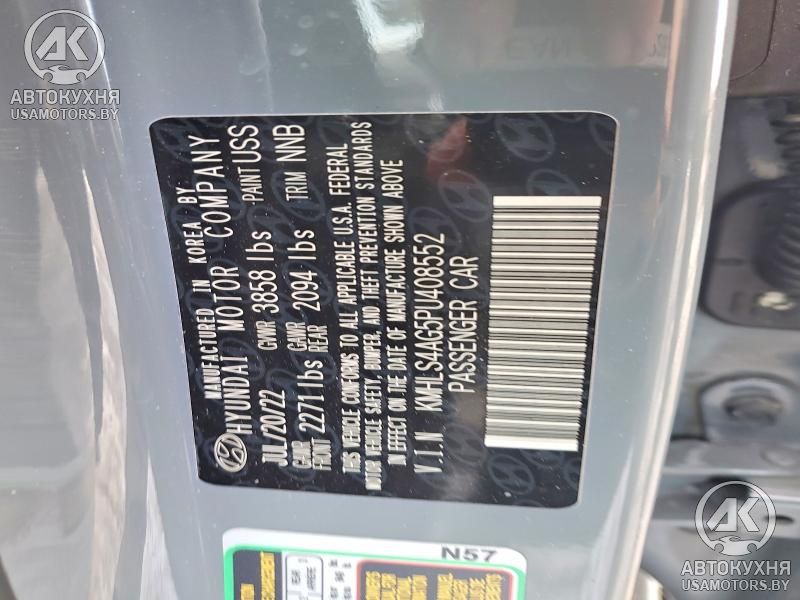 АВТОКУХНЯ
USAMOTORS.BY
MANUFACTURED IN KOREA BY
HYUNDAI MOTOR COMPANY
JUL/20/22 GVWR 3858 lbs PAINT USS
GAWR FRONT 2271 lbs GAWR REAR 2094 lbs TRIM NNB
THIS VEHICLE CONFORMS TO ALL APPLICABLE U.S.A. FEDERAL
MOTOR VEHICLE SAFETY, BUMPER, AND THEFT PREVENTION STANDARDS
IN EFFECT ON THE DATE OF MANUFACTURE SHOWN ABOVE
V.I.N KMHLS4AG5PU408552
PASSENGER CAR
N57
АВТОКУХНЯ
USAMOTORS.BY